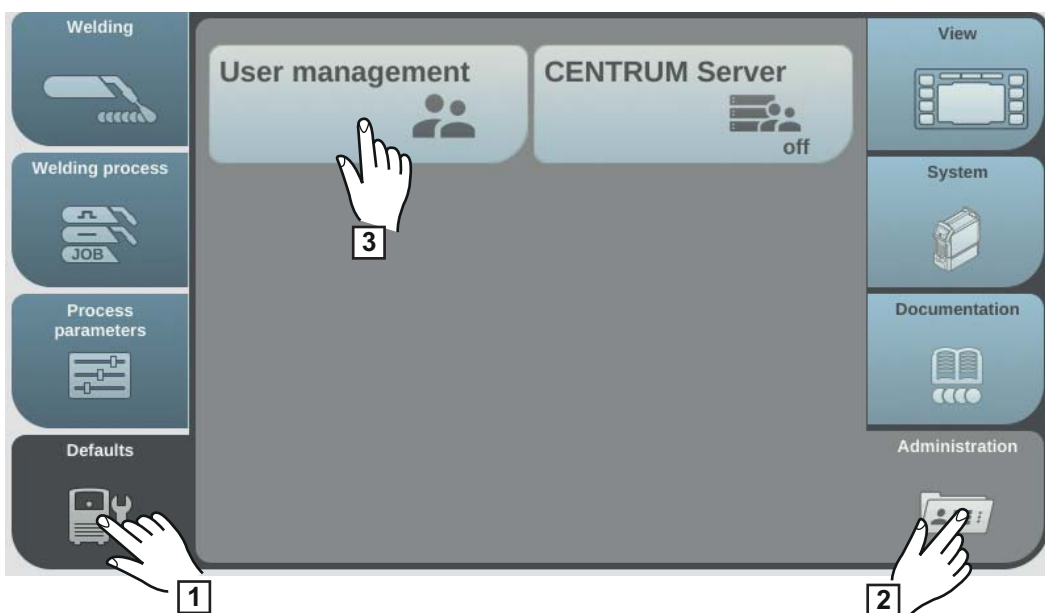 Welding
Welding process
JOB
Process
parameters
Defaults
1
User management
3
CENTRUM Server
off
View
System
Documentation
Administration
2